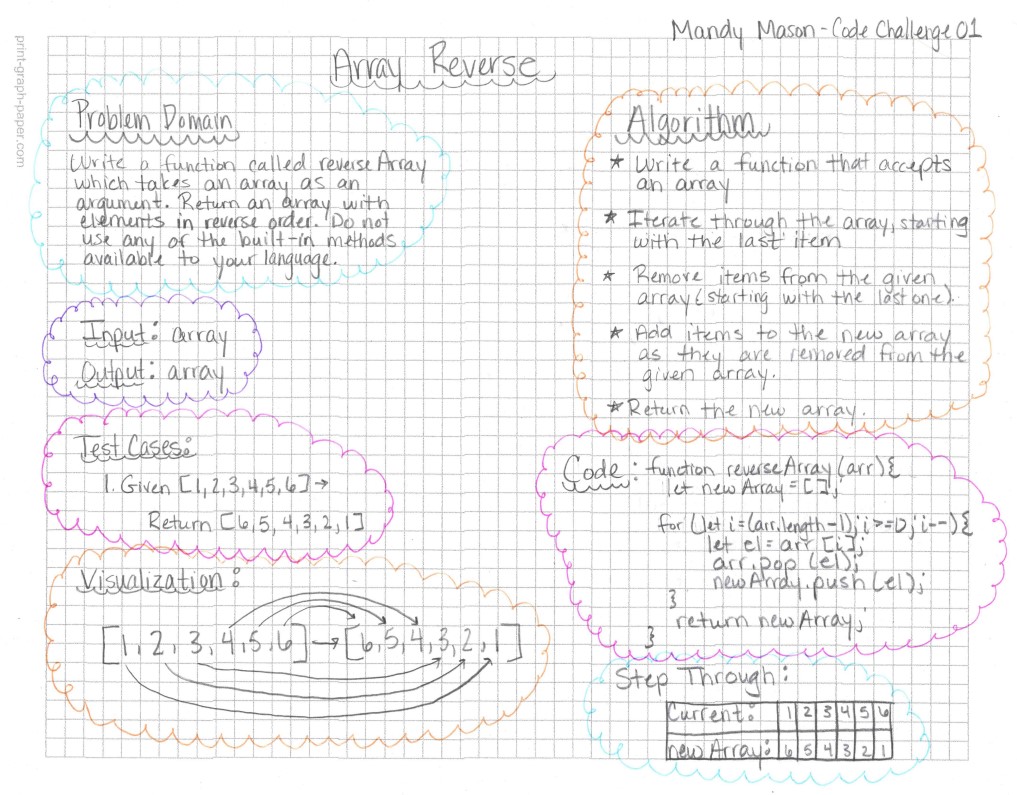 Mandy Mason - Code Challenge 01
print-graph-paper.com
Array Reverse
Problem Domain
Write a function called reverseArray
which takes an array as an
argument. Return an array with
elements in reverse order. Do not
use any of the built-in methods
available to your language.
Input: array
Output: array
Test Cases:
1. Given [1,2,3,4,5,6] →
Return [6,5,4,3,2,1]
Visualization:
[1,2,3,4,5,6] → [6,5,4,3,2,1]
Algorithm
* Write a function that accepts
an array
* Iterate through the array, starting
with the last item
* Remove items from the given
array (starting with the last one).
* Add items to the new array
as they are removed from the
given array.
* Return the new array.
Code: function reverseArray (arr) {
let newArray = [];
for (let i = (arr.length-1); i >= 0; i--) {
let el = arr [i];
arr.pop (el);
newArray.push (el);
}
return newArray;
}
Step Through:
Current: 1 2 3 4 5 6
newArray: 6 5 4 3 2 1